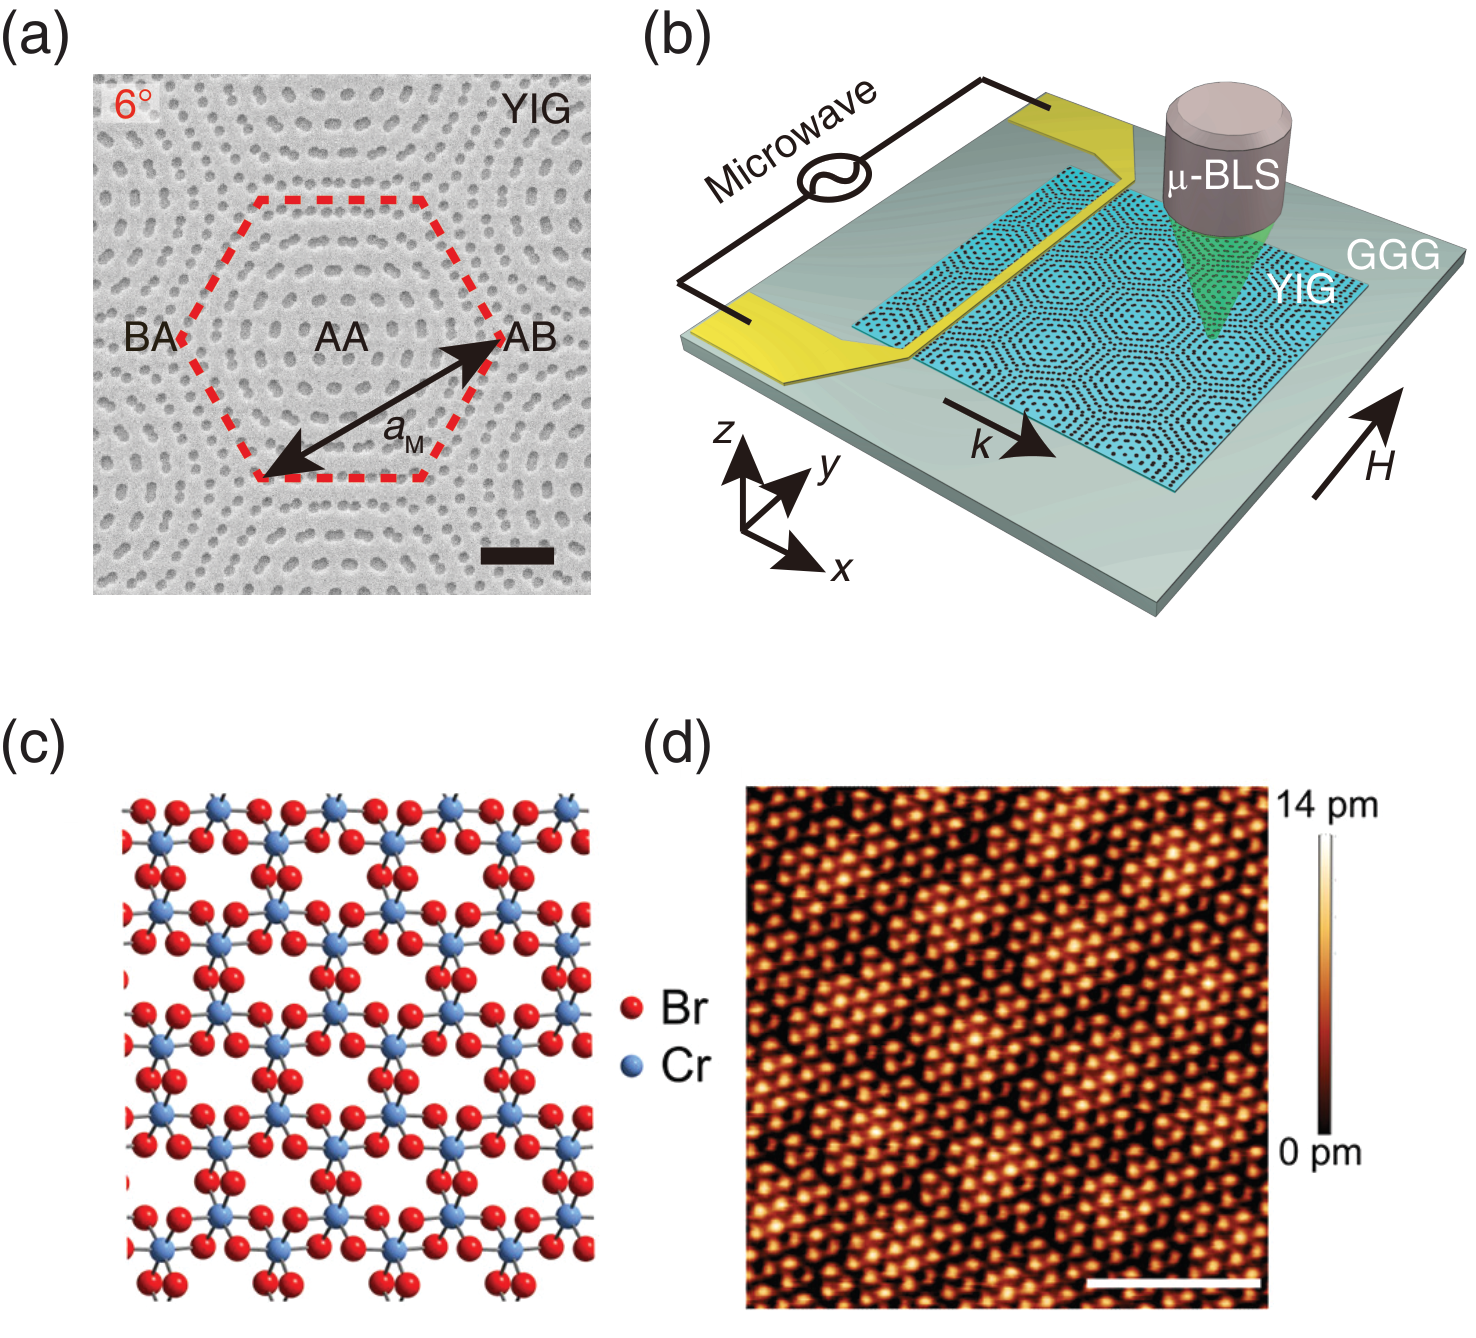 (a)
6°
YIG
BA
AA
AB
aM
(b)
Microwave
μ-BLS
GGG
YIG
k
H
z
y
x
(c)
Br
Cr
(d)
14 pm
0 pm